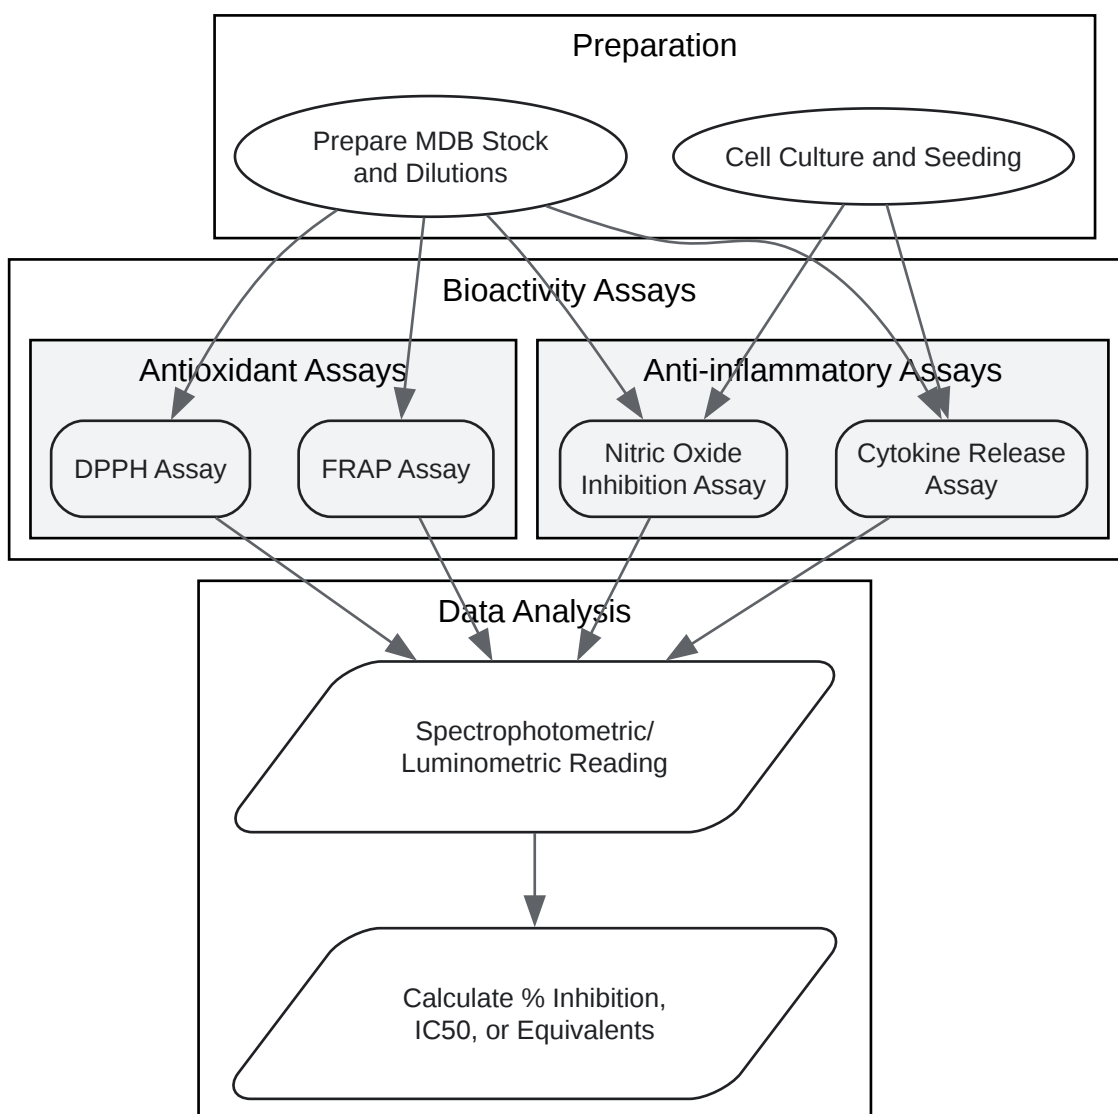 Preparation
Prepare MDB Stock
and Dilutions
Cell Culture and Seeding
Bioactivity Assays
Antioxidant Assays
Anti-inflammatory Assays
DPPH Assay
FRAP Assay
Nitric Oxide
Inhibition Assay
Cytokine Release
Assay
Data Analysis
Spectrophotometric/
Luminometric Reading
Calculate % Inhibition,
IC50, or Equivalents